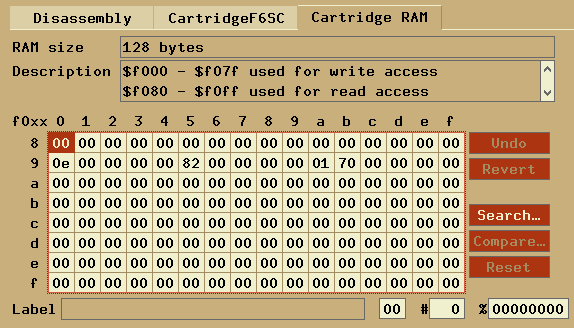 Disassembly CartridgeF6SC Cartridge RAM
RAM size 128 bytes
Description $f000 - $f07f used for write access
$f080 - $f0ff used for read access
f0xx 0 1 2 3 4 5 6 7 8 9 a b c d e f
8 00 00 00 00 00 00 00 00 00 00 00 00 00 00 00 00 Undo
9 0e 00 00 00 00 82 00 00 00 00 01 70 00 00 00 00 Revert
a 00 00 00 00 00 00 00 00 00 00 00 00 00 00 00 00
b 00 00 00 00 00 00 00 00 00 00 00 00 00 00 00 00
c 00 00 00 00 00 00 00 00 00 00 00 00 00 00 00 00 Search…
d 00 00 00 00 00 00 00 00 00 00 00 00 00 00 00 00 Compare…
e 00 00 00 00 00 00 00 00 00 00 00 00 00 00 00 00 Reset
f 00 00 00 00 00 00 00 00 00 00 00 00 00 00 00 00
Label 00 # 0 % 00000000